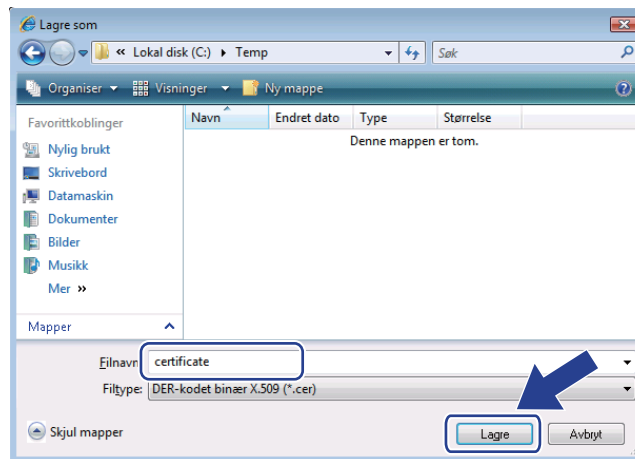 Lagre som
« Lokal disk (C:) Temp
Søk
Organiser Visninger Ny mappe
Favorittkoblinger
Navn Endret dato Type Størrelse
Denne mappen er tom.
Nylig brukt
Skrivebord
Datamaskin
Dokumenter
Bilder
Musikk
Mer »
Mapper
Filnavn: certificate
Filtype: DER-kodet binær X.509 (*.cer)
Skjul mapper
Lagre
Avbryt